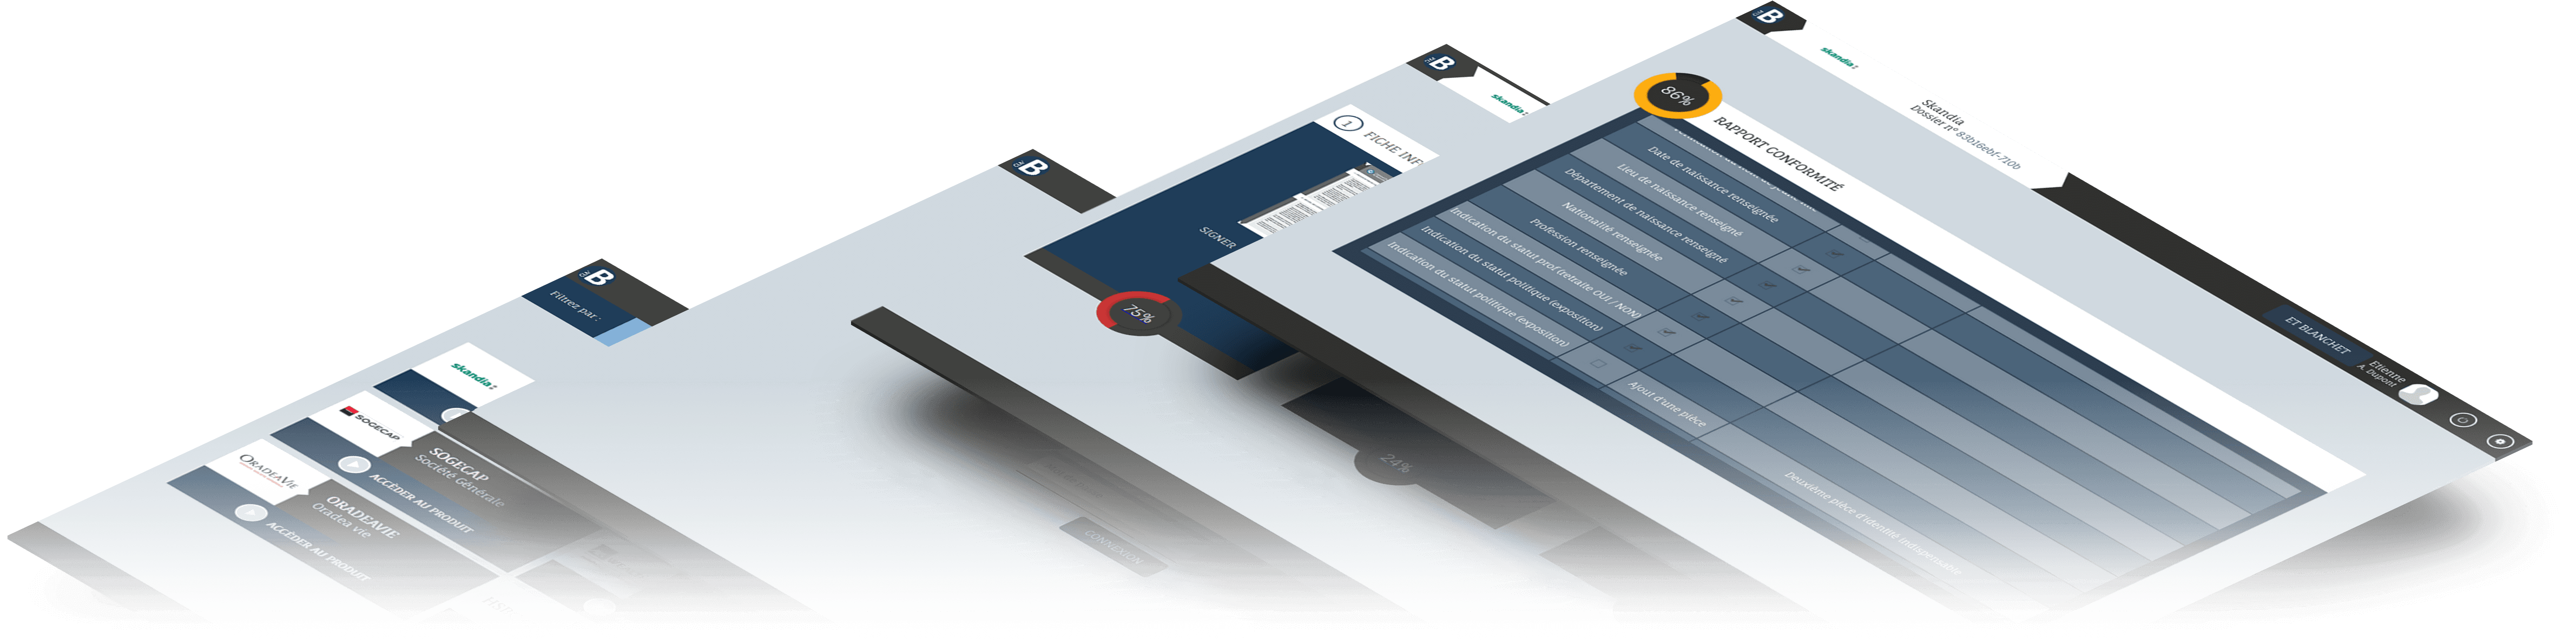 B
Filtrez par :
skandia:
SOGECAP
SOGECAP
Société Générale
ACCÉDER AU PRODUIT
ORADEAVIE
ORADEAVIE
Oradea vie
ACCÉDER AU PRODUIT
B
CONNEXION
B
skandia:
1 FICHE INF
SIGNER
75%
24%
B
skandia:
Skandia
Dossier n° 83b16ebf-710b
ET BLANCHET
Etienne
A. Dupont
86%
RAPPORT CONFORMITÉ
Date de naissance renseignée
Lieu de naissance renseigné
Département de naissance renseigné
Nationalité renseignée
Profession renseignée
Indication du statut prof (retraite OUI / NON)
Indication du statut politique (exposition)
Indication du statut politique (exposition)
Ajout d'une pièce
Deuxième pièce d'identité indispensable